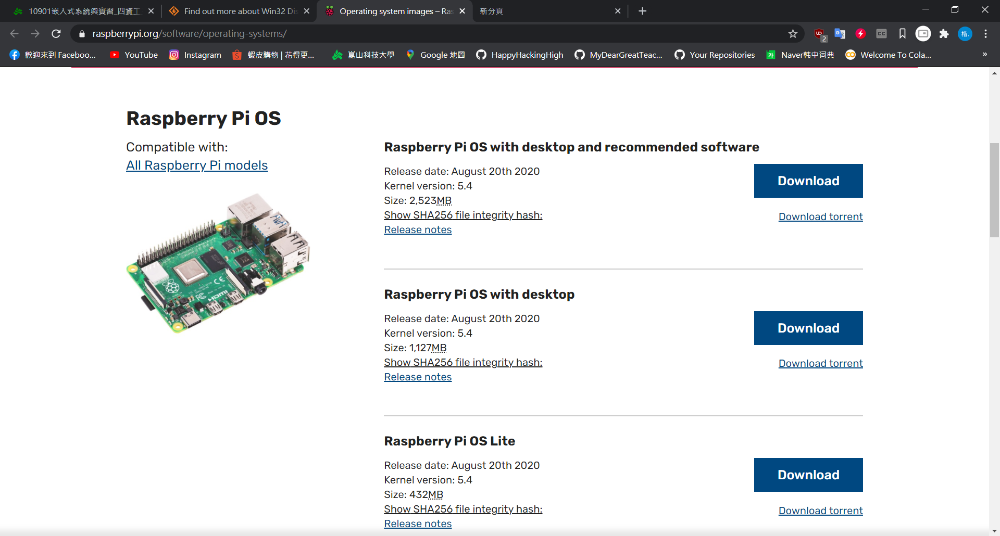 10901嵌入式系統與實習_四資工
Find out more about Win32 Dis
Operating system images – Ras
新分頁
raspberrypi.org/software/operating-systems/
2
CC
楷.
歡迎來到 Faceboo...
YouTube
Instagram
蝦皮購物 | 花得更...
崑山科技大學
Google 地圖
HappyHackingHigh
MyDearGreatTeac...
Your Repositories
Naver韩中词典
Welcome To Cola...
»
Raspberry Pi OS
Compatible with:
All Raspberry Pi models
HDMI
Raspberry Pi OS with desktop and recommended software
Release date: August 20th 2020
Kernel version: 5.4
Size: 2,523MB
Show SHA256 file integrity hash:
Release notes
Download
Download torrent
Raspberry Pi OS with desktop
Release date: August 20th 2020
Kernel version: 5.4
Size: 1,127MB
Show SHA256 file integrity hash:
Release notes
Download
Download torrent
Raspberry Pi OS Lite
Release date: August 20th 2020
Kernel version: 5.4
Size: 432MB
Show SHA256 file integrity hash:
Release notes
Download
Download torrent